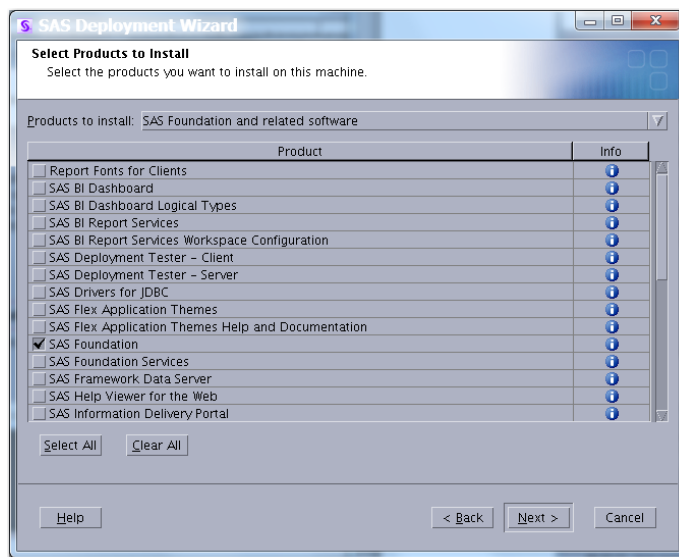 SAS Deployment Wizard
Select Products to Install
Select the products you want to install on this machine.
Products to install: SAS Foundation and related software
Product Info
Report Fonts for Clients
SAS BI Dashboard
SAS BI Dashboard Logical Types
SAS BI Report Services
SAS BI Report Services Workspace Configuration
SAS Deployment Tester – Client
SAS Deployment Tester – Server
SAS Drivers for JDBC
SAS Flex Application Themes
SAS Flex Application Themes Help and Documentation
SAS Foundation
SAS Foundation Services
SAS Framework Data Server
SAS Help Viewer for the Web
SAS Information Delivery Portal
Select All Clear All
Help < Back Next > Cancel